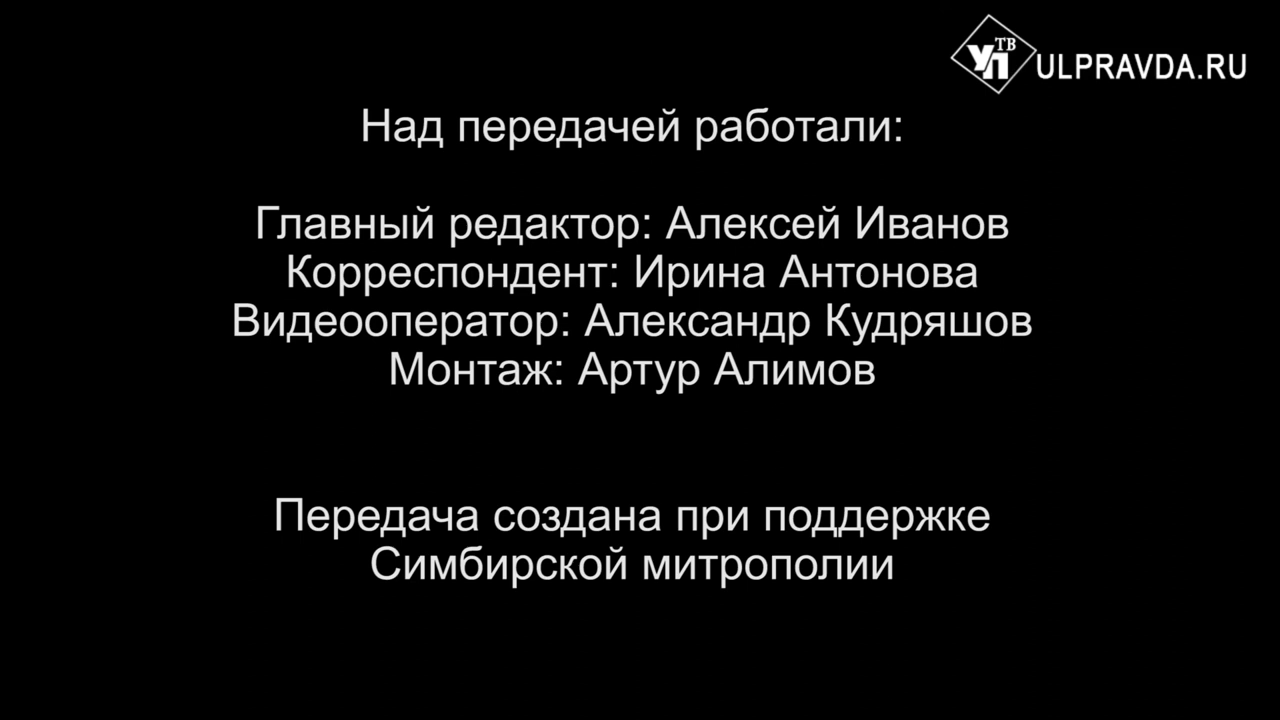 ТВ
УП
ULPRAVDA.RU
Над передачей работали:
Главный редактор: Алексей Иванов
Корреспондент: Ирина Антонова
Видеооператор: Александр Кудряшов
Монтаж: Артур Алимов
Передача создана при поддержке
Симбирской митрополии